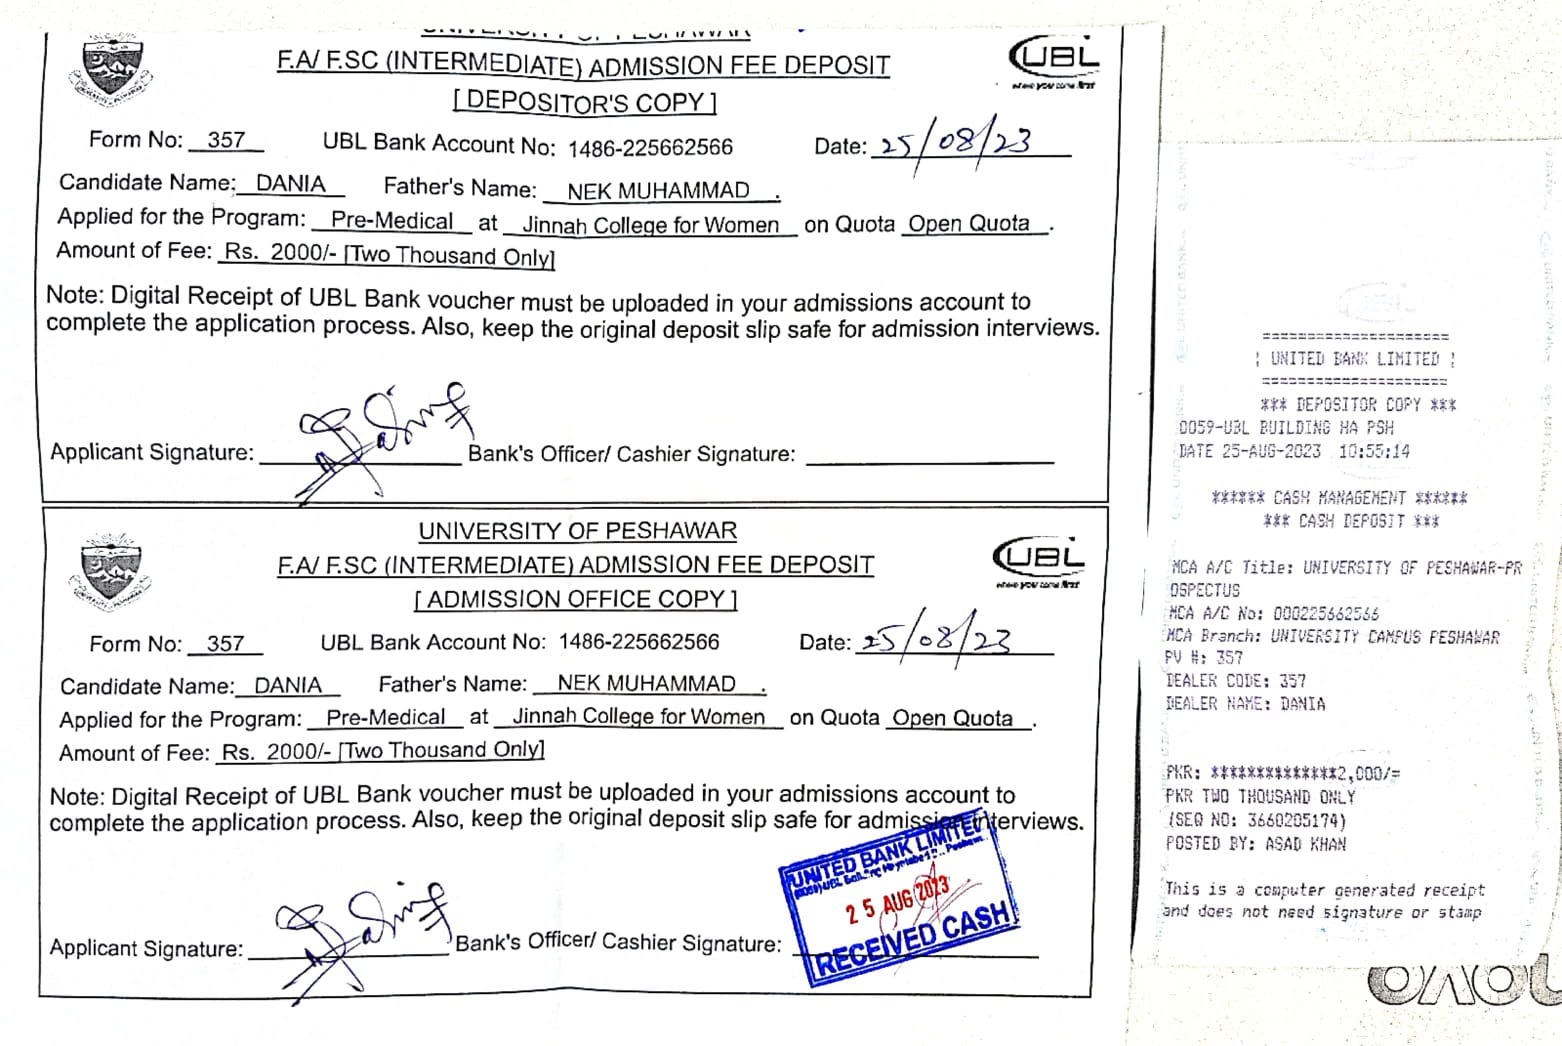 UNIVERSITY OF PESHAWAR
F.A/ F.SC (INTERMEDIATE) ADMISSION FEE DEPOSIT
[ DEPOSITOR'S COPY ]
UBL
where you come first
Form No: 357 UBL Bank Account No: 1486-225662566 Date: 25/08/23
Candidate Name: DANIA Father's Name: NEK MUHAMMAD .
Applied for the Program: Pre-Medical at Jinnah College for Women on Quota Open Quota .
Amount of Fee: Rs. 2000/- [Two Thousand Only]
Note: Digital Receipt of UBL Bank voucher must be uploaded in your admissions account to
complete the application process. Also, keep the original deposit slip safe for admission interviews.
Applicant Signature: Bank's Officer/ Cashier Signature:
UNIVERSITY OF PESHAWAR
F.A/ F.SC (INTERMEDIATE) ADMISSION FEE DEPOSIT
[ ADMISSION OFFICE COPY ]
UBL
where you come first
Form No: 357 UBL Bank Account No: 1486-225662566 Date: 25/08/23
Candidate Name: DANIA Father's Name: NEK MUHAMMAD .
Applied for the Program: Pre-Medical at Jinnah College for Women on Quota Open Quota .
Amount of Fee: Rs. 2000/- [Two Thousand Only]
Note: Digital Receipt of UBL Bank voucher must be uploaded in your admissions account to
complete the application process. Also, keep the original deposit slip safe for admission interviews.
Applicant Signature: Bank's Officer/ Cashier Signature:
UNITED BANK LIMITED
25 AUG 2023
RECEIVED CASH
=====================
| UNITED BANK LIMITED |
=====================
*** DEPOSITOR COPY ***
0059-UBL BUILDING HA PSH
DATE 25-AUG-2023 10:55:14
****** CASH MANAGEMENT ******
*** CASH DEPOSIT ***
MCA A/C Title: UNIVERSITY OF PESHAWAR-PR
OSPECTUS
MCA A/C No: 000225662566
MCA Branch: UNIVERSITY CAMPUS PESHAWAR
PV #: 357
DEALER CODE: 357
DEALER NAME: DANIA
PKR: **************2,000/=
PKR TWO THOUSAND ONLY
(SEQ NO: 3660205174)
POSTED BY: ASAD KHAN
This is a computer generated receipt
and does not need signature or stamp